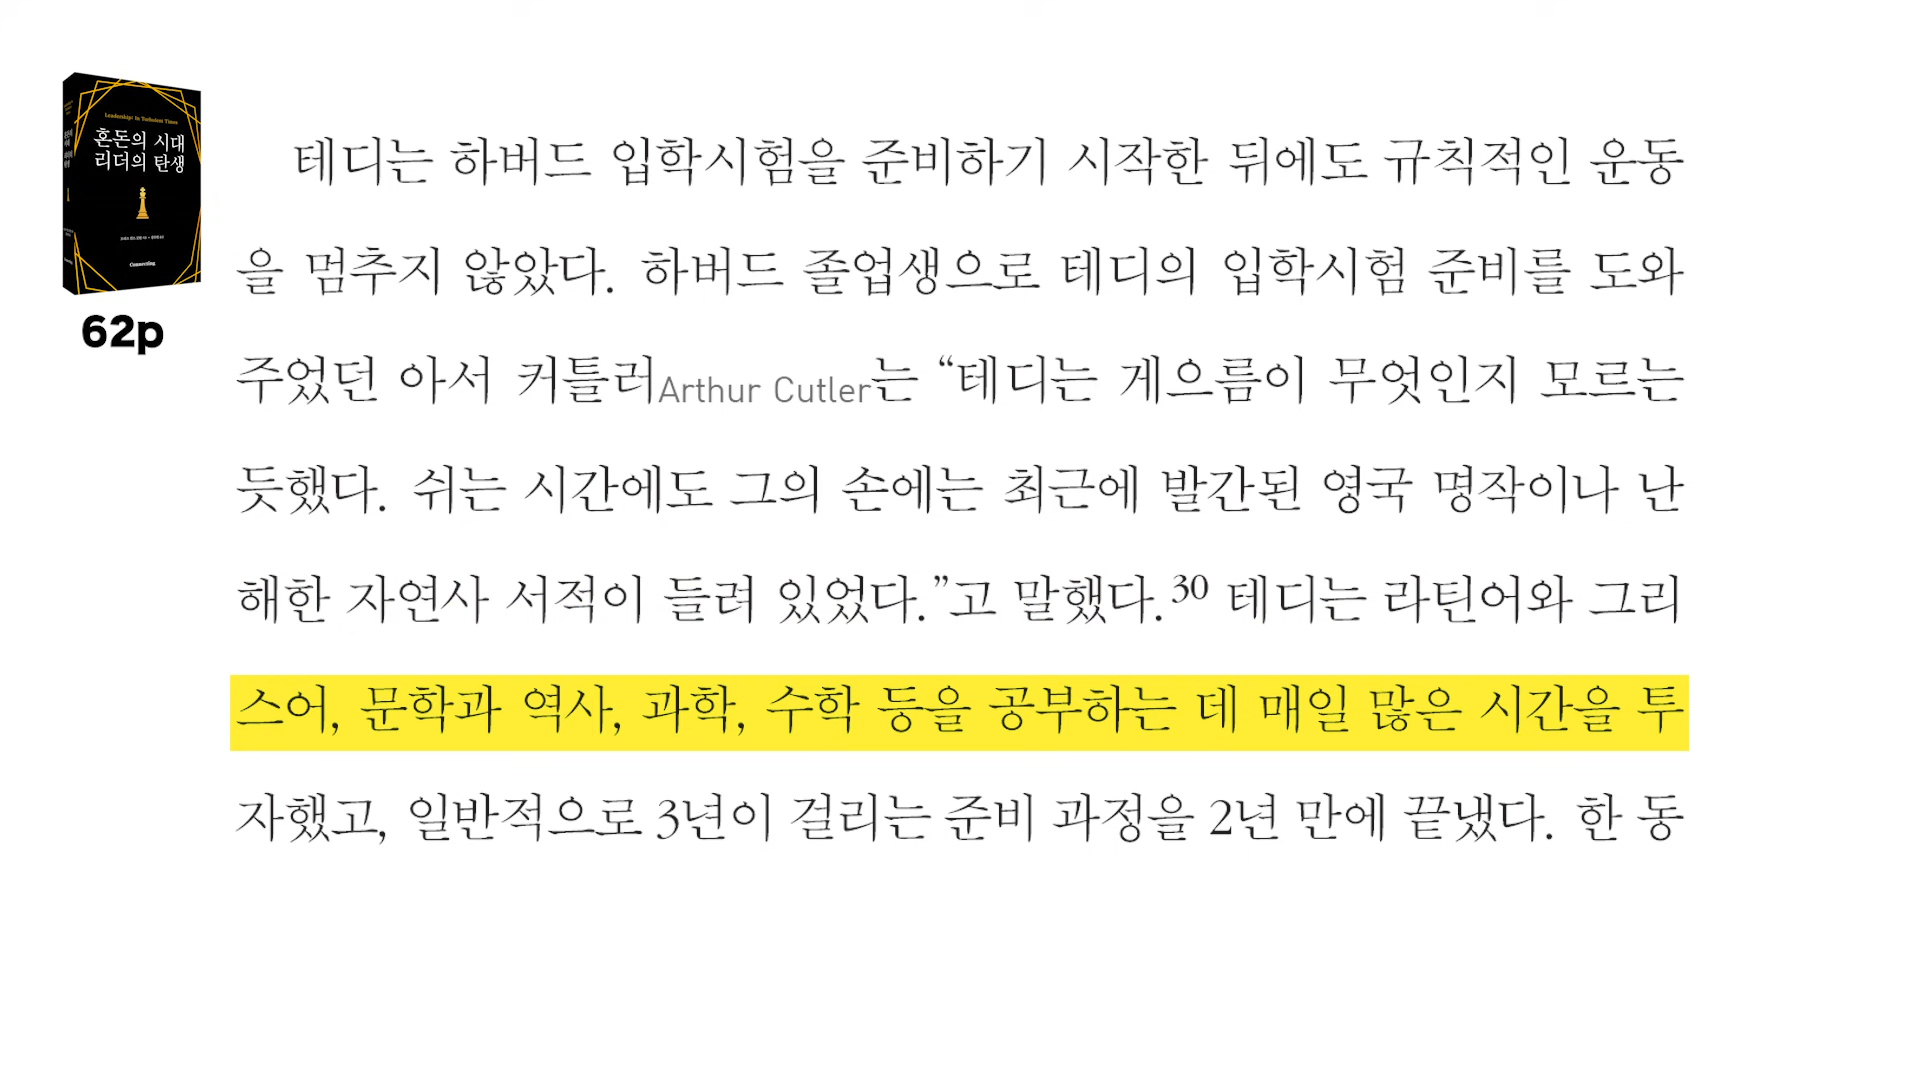 Leadership: In Turbulent Times
혼돈의 시대
리더의 탄생
Connecting
62p
테디는 하버드 입학시험을 준비하기 시작한 뒤에도 규칙적인 운동
을 멈추지 않았다. 하버드 졸업생으로 테디의 입학시험 준비를 도와
주었던 아서 커틀러Arthur Cutler는 “테디는 게으름이 무엇인지 모르는
듯했다. 쉬는 시간에도 그의 손에는 최근에 발간된 영국 명작이나 난
해한 자연사 서적이 들려 있었다.”고 말했다.30 테디는 라틴어와 그리
스어, 문학과 역사, 과학, 수학 등을 공부하는 데 매일 많은 시간을 투
자했고, 일반적으로 3년이 걸리는 준비 과정을 2년 만에 끝냈다. 한 동